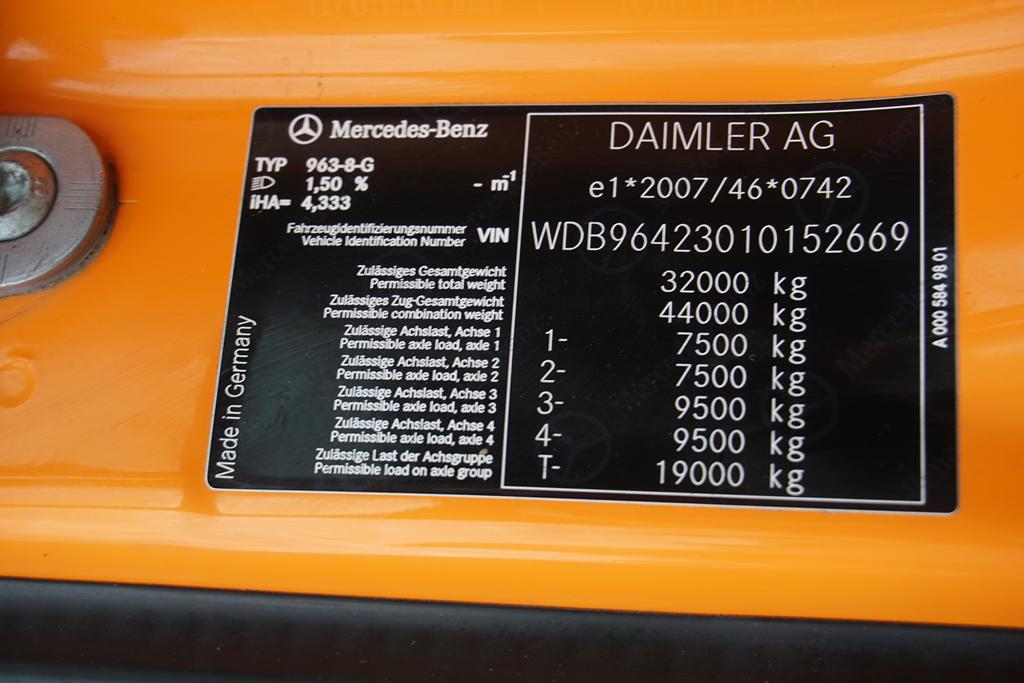 Mercedes-Benz
TYP 963-8-G
1,50 % - m⁻¹
iHA= 4,333
DAIMLER AG
e1*2007/46*0742
Fahrzeugidentifizierungsnummer
Vehicle Identification Number VIN WDB96423010152669
Zulässiges Gesamtgewicht
Permissible total weight 32000 kg
Zulässiges Zug-Gesamtgewicht
Permissible combination weight 44000 kg
Zulässige Achslast, Achse 1
Permissible axle load, axle 1 1- 7500 kg
Zulässige Achslast, Achse 2
Permissible axle load, axle 2 2- 7500 kg
Zulässige Achslast, Achse 3
Permissible axle load, axle 3 3- 9500 kg
Zulässige Achslast, Achse 4
Permissible axle load, axle 4 4- 9500 kg
Zulässige Last der Achsgruppe
Permissible load on axle group T- 19000 kg
Made in Germany
A 000 584 98 01